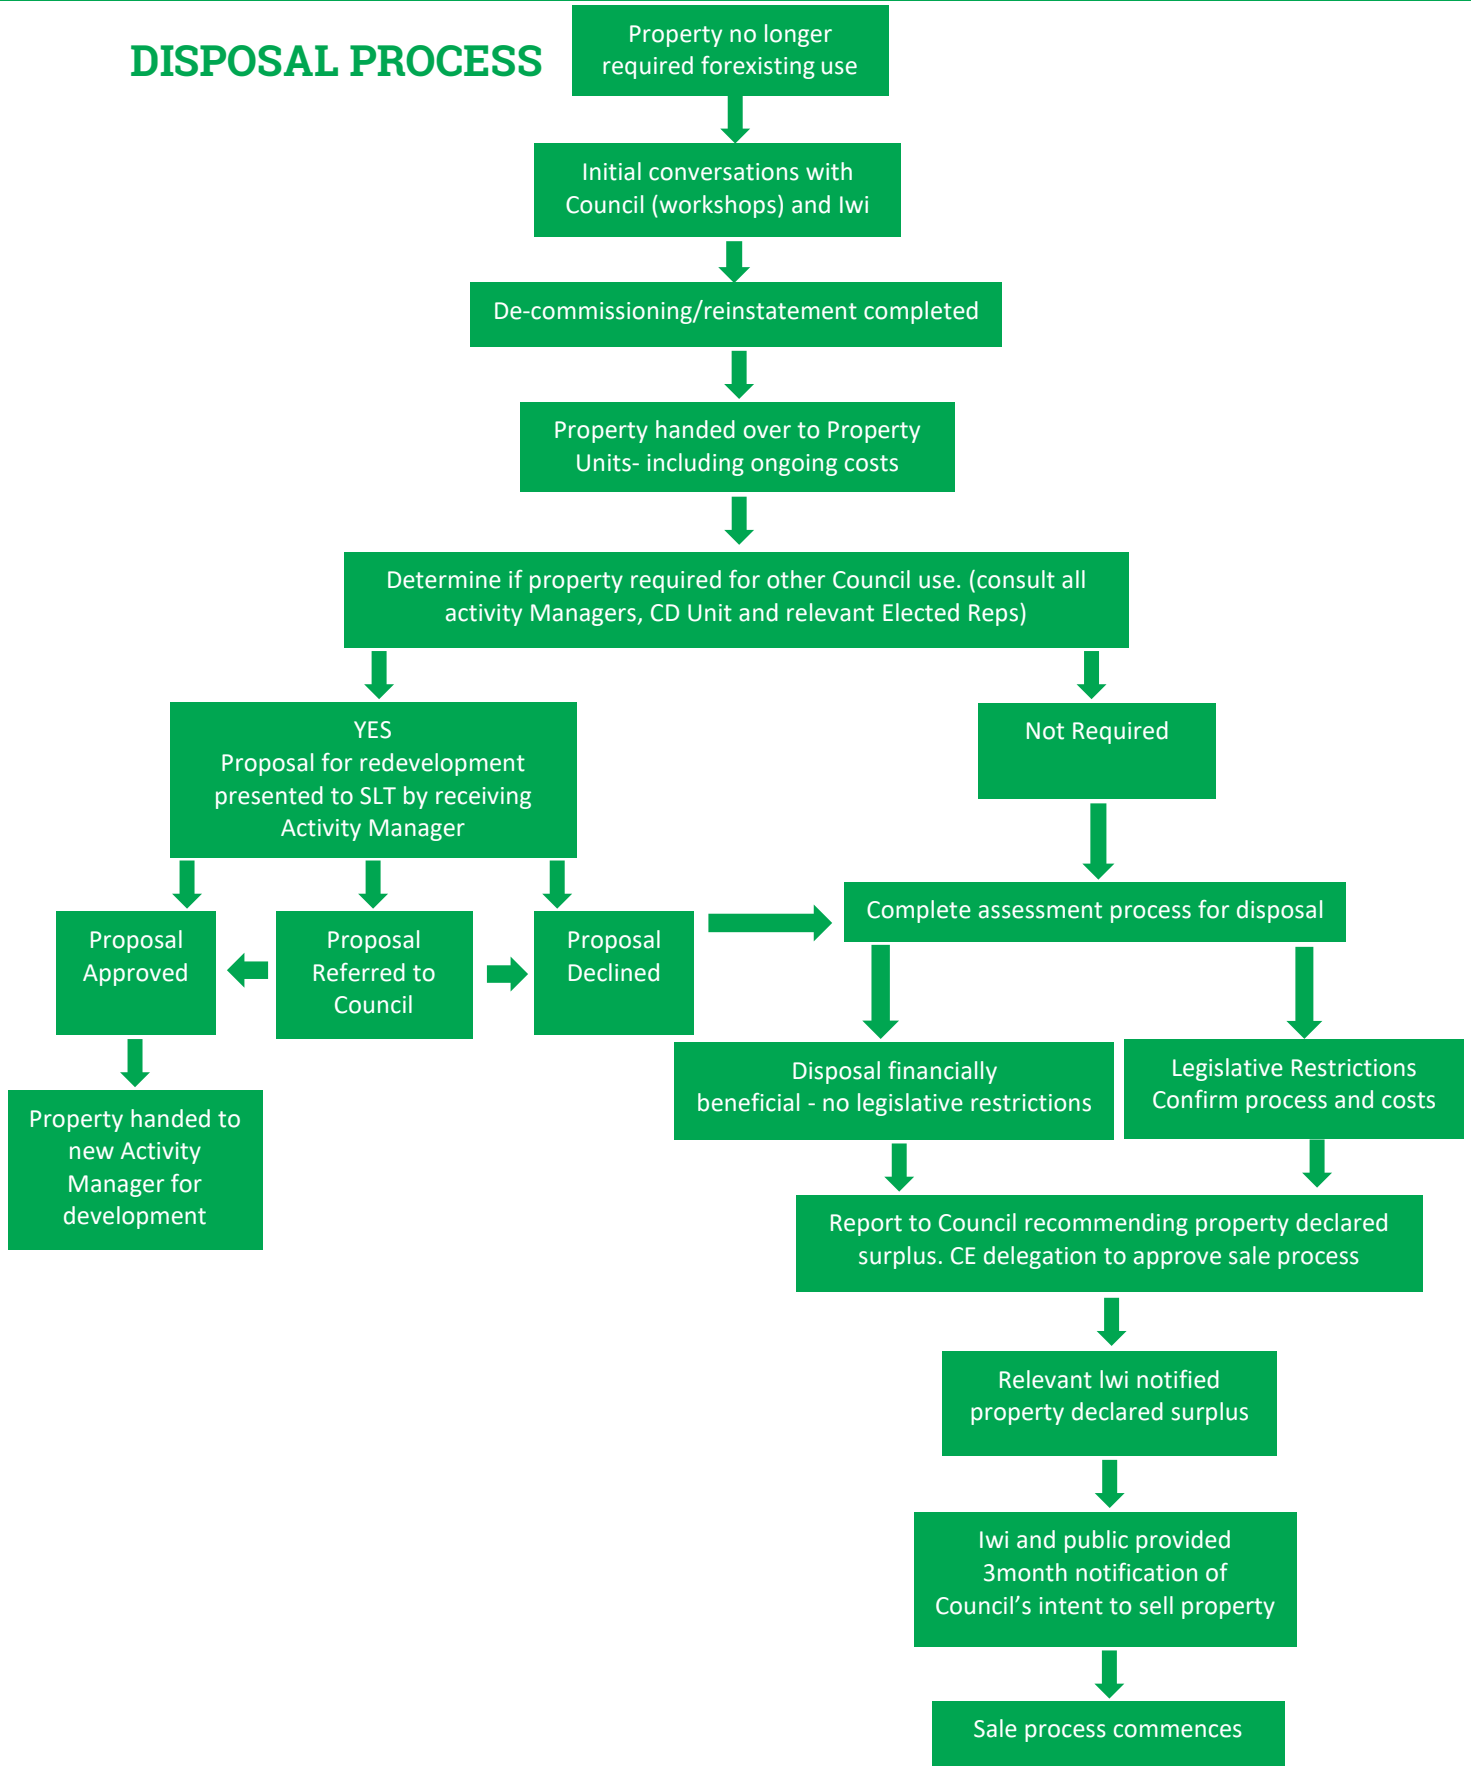 DISPOSAL PROCESS
Property no longer
required forexisting use
Initial conversations with
Council (workshops) and Iwi
De-commissioning/reinstatement completed
Property handed over to Property
Units- including ongoing costs
Determine if property required for other Council use. (consult all
activity Managers, CD Unit and relevant Elected Reps)
YES
Proposal for redevelopment
presented to SLT by receiving
Activity Manager
Not Required
Proposal
Approved
Proposal
Referred to
Council
Proposal
Declined
Complete assessment process for disposal
Property handed to
new Activity
Manager for
development
Disposal financially
beneficial - no legislative restrictions
Legislative Restrictions
Confirm process and costs
Report to Council recommending property declared
surplus. CE delegation to approve sale process
Relevant lwi notified
property declared surplus
Iwi and public provided
3month notification of
Council’s intent to sell property
Sale process commences